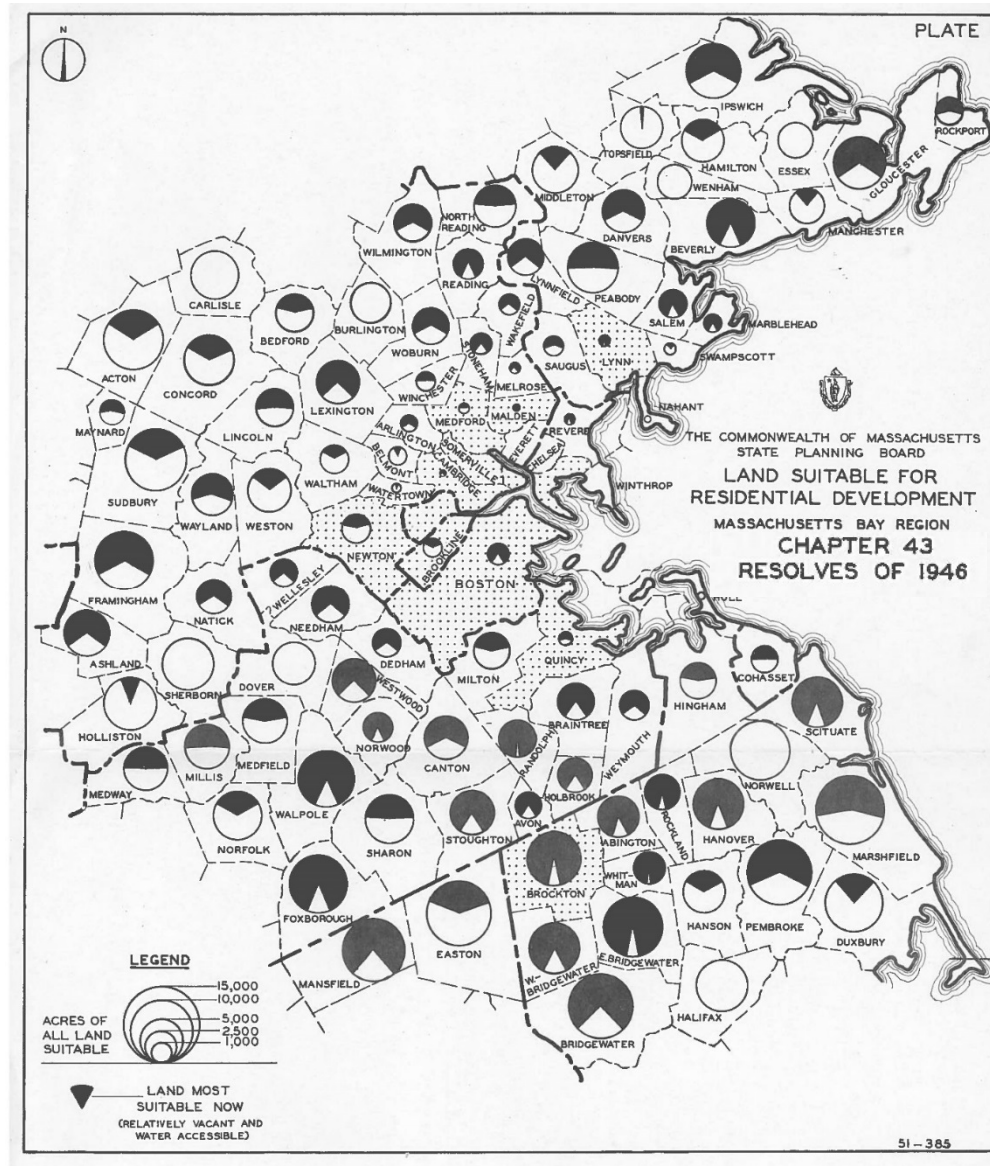 PLATE
N
IPSWICH
ROCKPORT
TOPSFIELD
HAMILTON
ESSEX
GLOUCESTER
WENHAM
MIDDLETON
MANCHESTER
NORTH
READING
DANVERS
BEVERLY
WILMINGTON
READING
LYNNFIELD
PEABODY
CARLISLE
BURLINGTON
WAKEFIELD
SALEM
MARBLEHEAD
BEDFORD
WOBURN
STONEHAM
SAUGUS
LYNN
SWAMPSCOTT
ACTON
CONCORD
LEXINGTON
WINCHESTER
MELROSE
NAHANT
MAYNARD
LINCOLN
ARLINGTON
MEDFORD
MALDEN
REVERE
BELMONT
SOMERVILLE
EVERETT
CHELSEA
SUDBURY
WALTHAM
CAMBRIDGE
WATERTOWN
WINTHROP
WAYLAND
WESTON
NEWTON
BROOKLINE
BOSTON
THE COMMONWEALTH OF MASSACHUSETTS
STATE PLANNING BOARD
LAND SUITABLE FOR
RESIDENTIAL DEVELOPMENT
MASSACHUSETTS BAY REGION
CHAPTER 43
RESOLVES OF 1946
FRAMINGHAM
NATICK
WELLESLEY
NEEDHAM
HULL
ASHLAND
SHERBORN
DOVER
DEDHAM
MILTON
QUINCY
COHASSET
HOLLISTON
WESTWOOD
HINGHAM
SCITUATE
MEDWAY
MILLIS
MEDFIELD
NORWOOD
CANTON
RANDOLPH
BRAINTREE
WEYMOUTH
NORWELL
NORFOLK
WALPOLE
SHARON
STOUGHTON
AVON
HOLBROOK
ABINGTON
ROCKLAND
HANOVER
MARSHFIELD
FOXBOROUGH
BROCKTON
WHIT-
MAN
HANSON
PEMBROKE
DUXBURY
MANSFIELD
EASTON
W.-
BRIDGEWATER
E.BRIDGEWATER
BRIDGEWATER
HALIFAX
LEGEND
15,000
10,000
5,000
2,500
1,000
ACRES OF
ALL LAND
SUITABLE
LAND MOST
SUITABLE NOW
(RELATIVELY VACANT AND
WATER ACCESSIBLE)
51-385